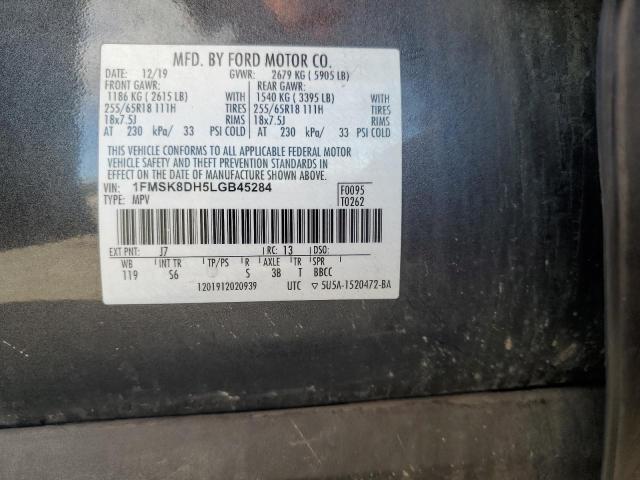 MFD. BY FORD MOTOR CO.
DATE: 12/19 GVWR: 2679 KG ( 5905 LB)
FRONT GAWR: REAR GAWR:
1186 KG ( 2615 LB) WITH 1540 KG ( 3395 LB) WITH
255/65R18 111H TIRES 255/65R18 111H TIRES
18x7.5J RIMS 18x7.5J RIMS
AT 230 kPa/ 33 PSI COLD AT 230 kPa/ 33 PSI COLD
THIS VEHICLE CONFORMS TO ALL APPLICABLE FEDERAL MOTOR
VEHICLE SAFETY AND THEFT PREVENTION STANDARDS IN
EFFECT ON THE DATE OF MANUFACTURE SHOWN ABOVE.
VIN: 1FMSK8DH5LGB45284 F0095
TYPE: MPV T0262
EXT PNT: J7 RC: 13 DSO:
WB INT TR TP/PS R AXLE TR SPR
119 S6 S 3B T BBCC
1201912020939 UTC ▽ 5U5A-1520472-BA